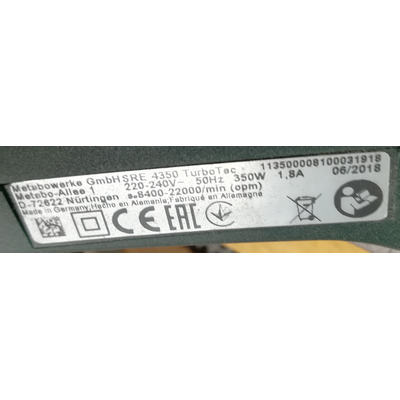 Metabowerke GmbH SRE 4350 TurboTec 113500008100031918
Metabo-Allee 1 220-240V~ 50Hz 350W 1,8A 06/2018
D-72622 Nürtingen s₀8400-22000/min (opm)
Made in Germany;Hecho en Alemania;Fabriqué en Allemagne
CE EAC